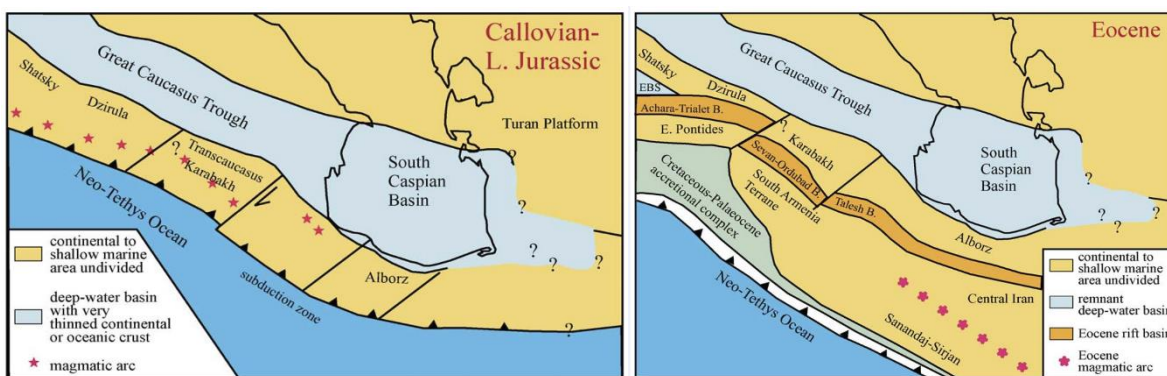 Callovian-
L. Jurassic
Great Caucasus Trough
Shatsky
Dzirula
Turan Platform
?
?
Transcaucasus
Karabakh
South
Caspian
Basin
Neo-Tethys Ocean
?
?
?
subduction zone
Alborz
?
continental to
shallow marine
area undivided
deep-water basin
with very
thinned continental
or oceanic crust
magmatic arc
Eocene
Great Caucasus Trough
Shatsky
EBS
Dzirula
Achara-Trialet B.
E. Pontides
?
?
Karabakh
Sevan-Ordubad B.
South
Caspian
Basin
Cretaceous-Palaeocene
accretional complex
South Armenia
Terrane
Talesh B.
?
?
?
Alborz
Neo-Tethys Ocean
Central Iran
Sanandaj-Sirjan
continental to
shallow marine
area undivided
remnant
deep-water basin
Eocene rift basin
Eocene
magmatic arc